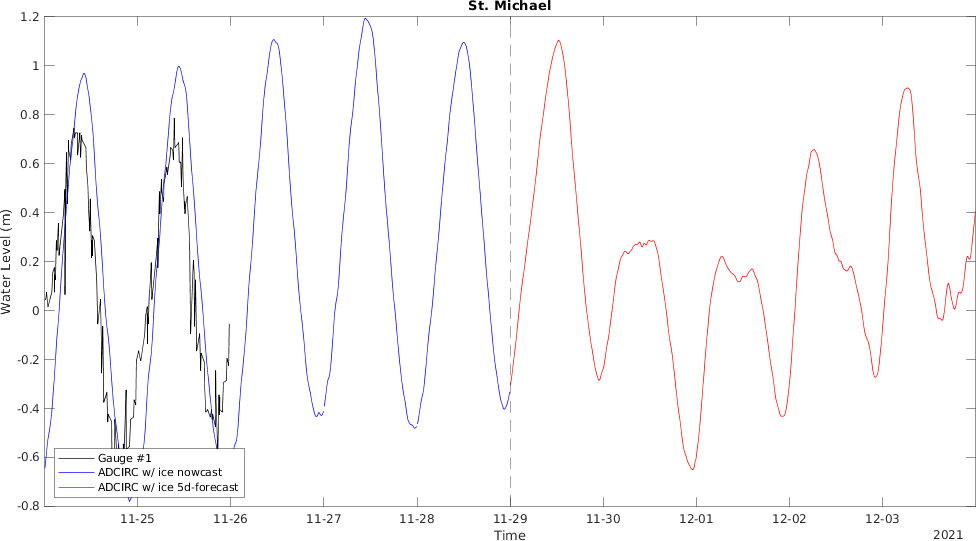 St. Michael
1.2
1
0.8
0.6
0.4
0.2
0
-0.2
-0.4
-0.6
-0.8
Water Level (m)
Gauge #1
ADCIRC w/ ice nowcast
ADCIRC w/ ice 5d-forecast
11-25 11-26 11-27 11-28 11-29 11-30 12-01 12-02 12-03
Time
2021